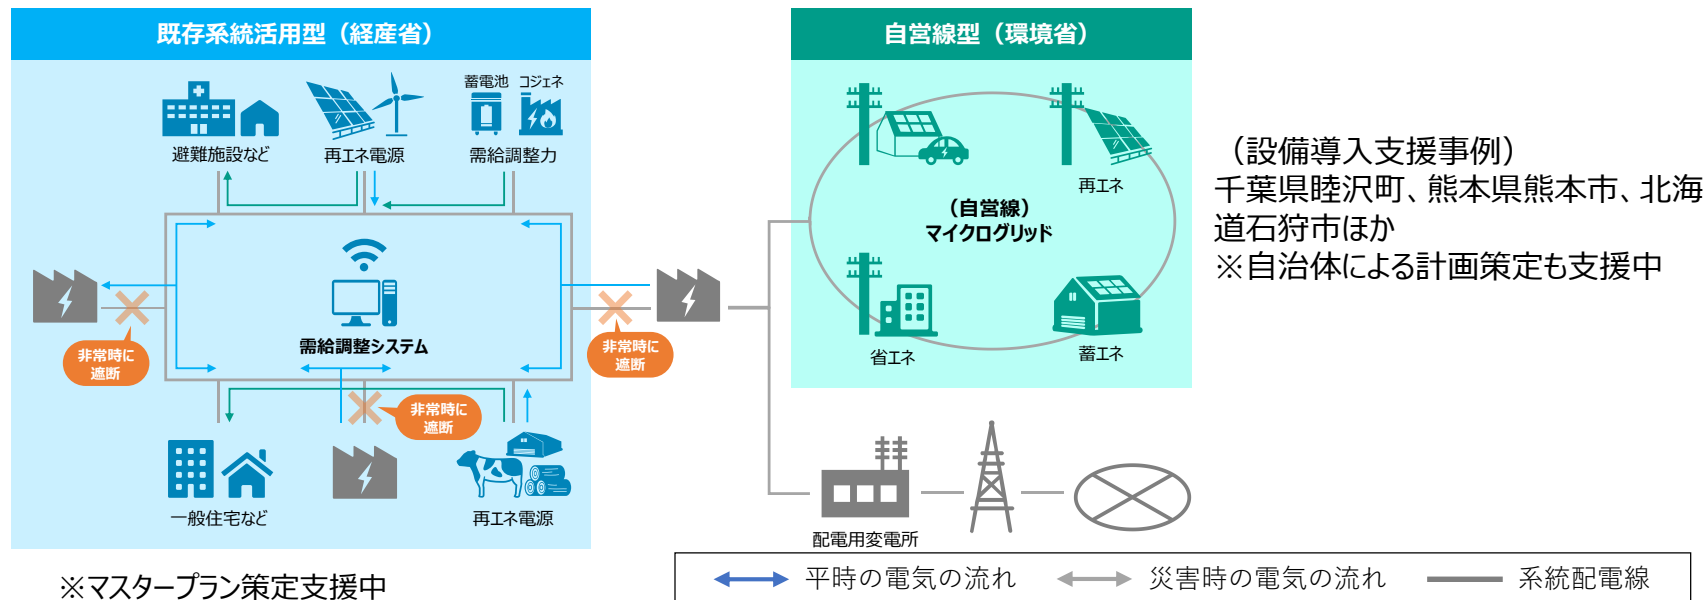 既存系統活用型（経産省）
蓄電池 コジェネ
避難施設など
再エネ電源
需給調整力
需給調整システム
非常時に
遮断
非常時に
遮断
非常時に
遮断
一般住宅など
再エネ電源
※マスタープラン策定支援中
自営線型（環境省）
再エネ
（自営線）
マイクログリッド
省エネ
蓄エネ
配電用変電所
（設備導入支援事例）
千葉県睦沢町、熊本県熊本市、北海
道石狩市ほか
※自治体による計画策定も支援中
平時の電気の流れ 災害時の電気の流れ 系統配電線